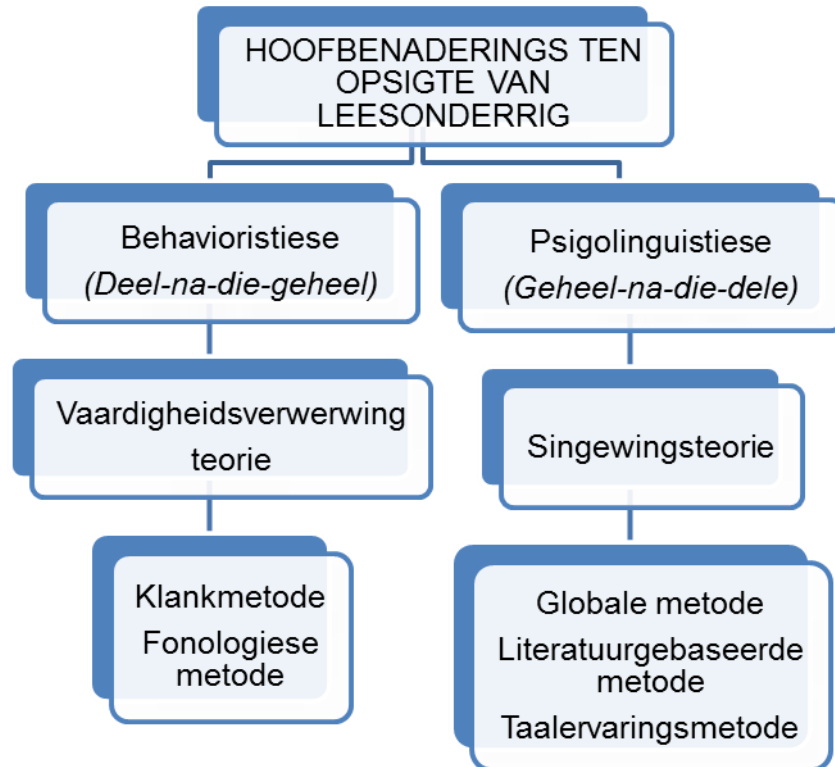 HOOFBENADERINGS TEN
OPSIGTE VAN
LEESONDERRIG
Behavioristiese
(Deel-na-die-geheel)
Psigolinguistiese
(Geheel-na-die-dele)
Vaardigheidsverwerwing
teorie
Singewingsteorie
Klankmetode
Fonologiese
metode
Globale metode
Literatuurgebaseerde
metode
Taalervaringsmetode